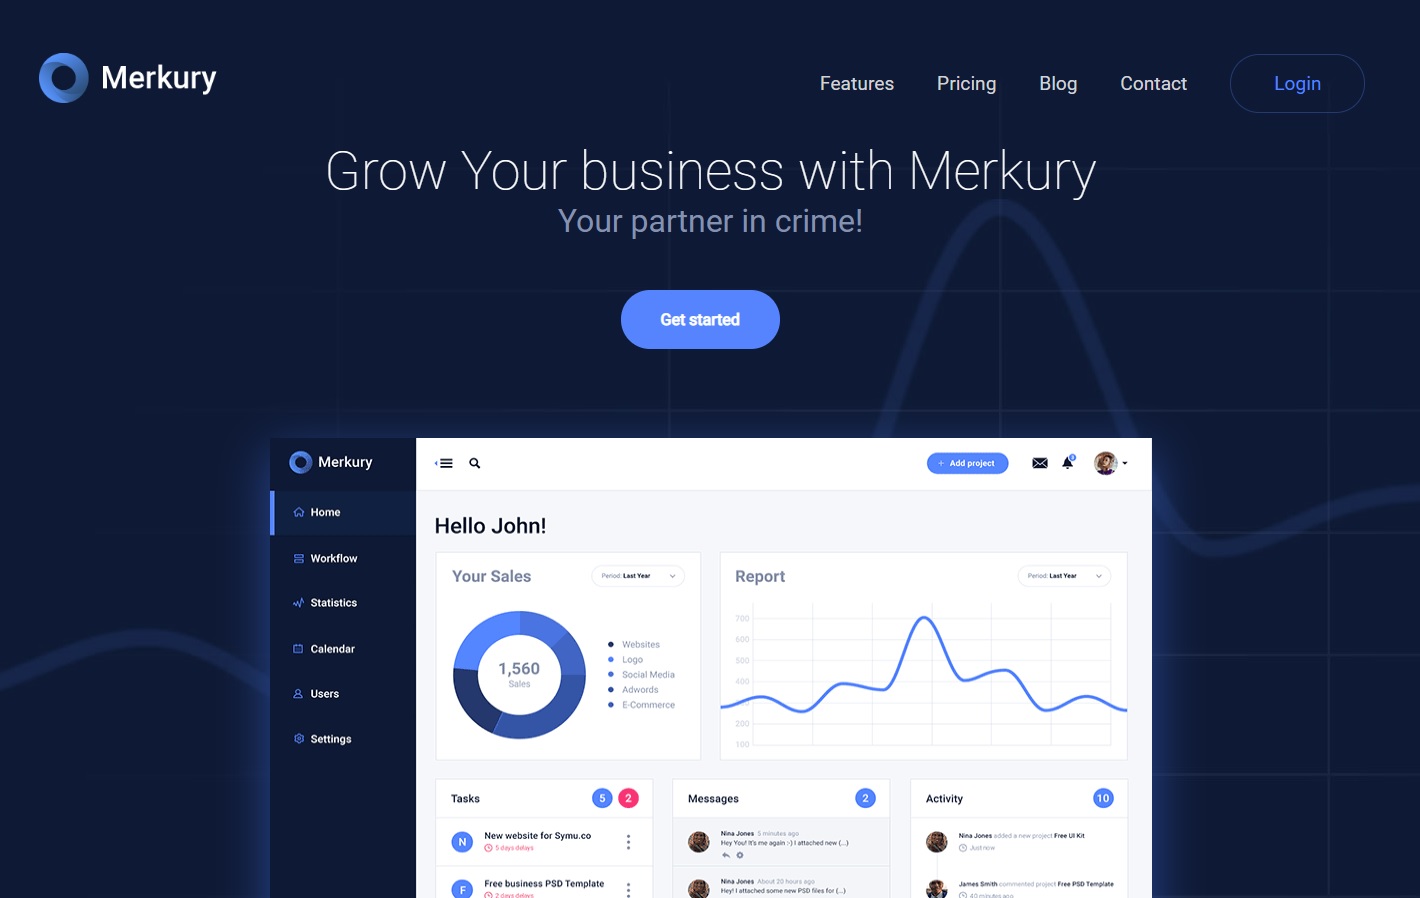 Merkury
Features Pricing Blog Contact Login
Grow Your business with Merkury
Your partner in crime!
Get started
Merkury
+ Add project
Home
Workflow
Statistics
Calendar
Users
Settings
Hello John!
Your Sales
Period: Last Year
1,560
Sales
Websites
Logo
Social Media
Adwords
E-Commerce
Report
Period: Last Year
700
600
500
400
200
100
Tasks 5 2
N New website for Symu.co
5 days delays
F Free business PSD Template
2 days delays
Messages 2
Nina Jones 5 minutes ago
Hey You! It's me again :-) I attached new (...)
Nina Jones About 20 hours ago
Hey! I attached some new PSD files for (...)
Activity 10
Nina Jones added a new project Free UI Kit
Just now
James Smith commented project Free PSD Template
40 minutes ago